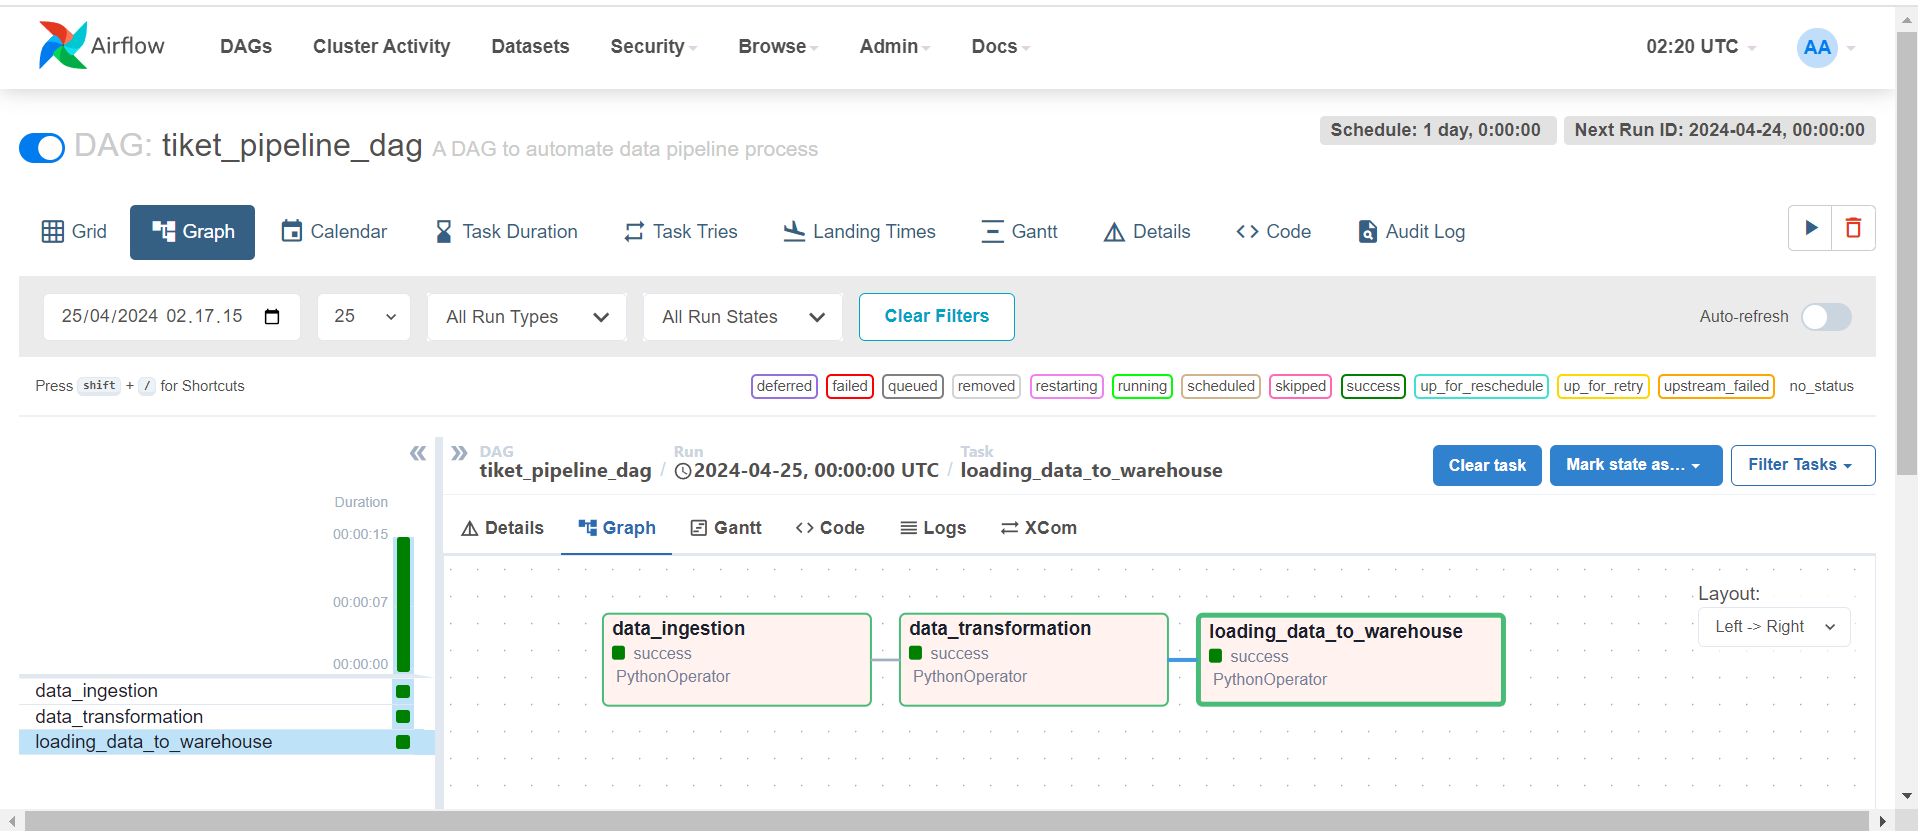 Airflow DAGs Cluster Activity Datasets Security Browse Admin Docs 02:20 UTC AA
DAG: tiket_pipeline_dag A DAG to automate data pipeline process
Schedule: 1 day, 0:00:00 Next Run ID: 2024-04-24, 00:00:00
Grid Graph Calendar Task Duration Task Tries Landing Times Gantt Details Code Audit Log
25/04/2024 02.17.15 25 All Run Types All Run States Clear Filters Auto-refresh
Press shift + / for Shortcuts deferred failed queued removed restarting running scheduled skipped success up_for_reschedule up_for_retry upstream_failed no_status
DAG Run Task
tiket_pipeline_dag / 2024-04-25, 00:00:00 UTC / loading_data_to_warehouse
Clear task Mark state as… Filter Tasks
Duration
00:00:15
00:00:07
00:00:00
data_ingestion
data_transformation
loading_data_to_warehouse
Details Graph Gantt Code Logs XCom
Layout:
Left -> Right
data_ingestion
success
PythonOperator
data_transformation
success
PythonOperator
loading_data_to_warehouse
success
PythonOperator